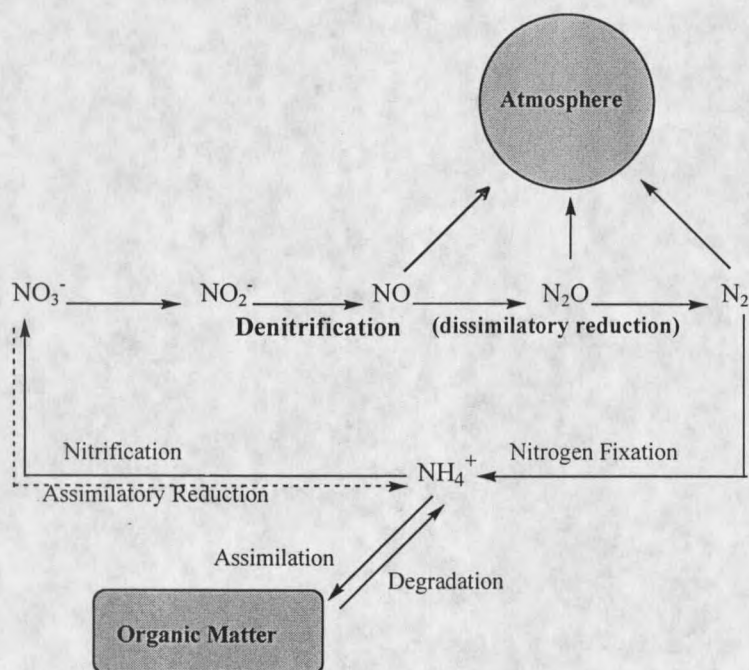 Atmosphere
NO₃⁻ NO₂⁻ NO N₂O N₂
Denitrification (dissimilatory reduction)
Nitrification NH₄⁺ Nitrogen Fixation
Assimilatory Reduction
Assimilation
Degradation
Organic Matter